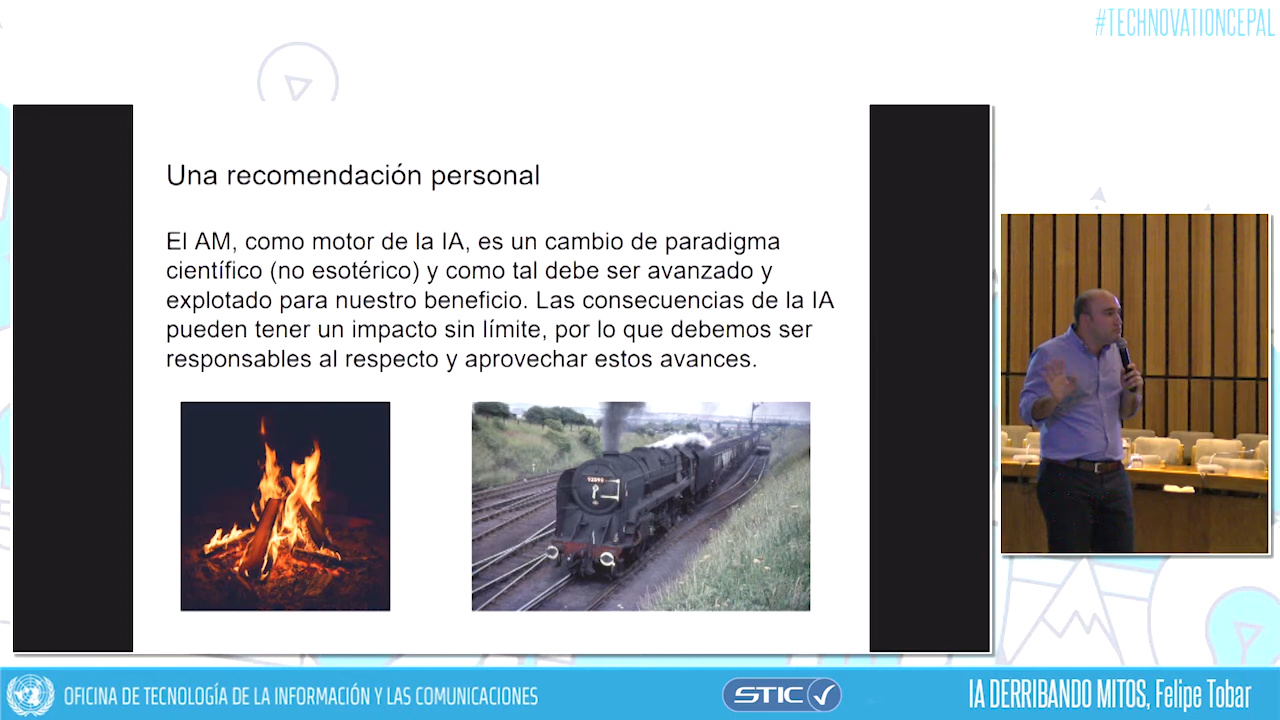 #TECHNOVATIONCEPAL
Una recomendación personal
El AM, como motor de la IA, es un cambio de paradigma
científico (no esotérico) y como tal debe ser avanzado y
explotado para nuestro beneficio. Las consecuencias de la IA
pueden tener un impacto sin límite, por lo que debemos ser
responsables al respecto y aprovechar estos avances.
OFICINA DE TECNOLOGÍA DE LA INFORMACIÓN Y LAS COMUNICACIONES
STIC
IA DERRIBANDO MITOS, Felipe Tobar